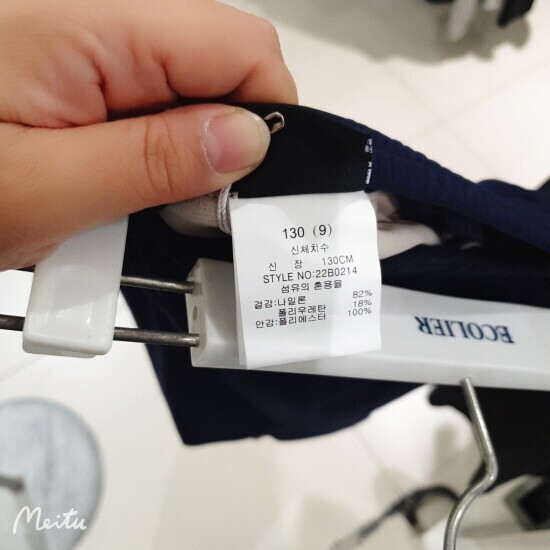 130 (9)
신체치수
신 장 130CM
STYLE NO:22B0214
섬유의 혼용율
겉감:나일론 82%
폴리우레탄 18%
안감:폴리에스터 100%
ECOLIER
Meitu